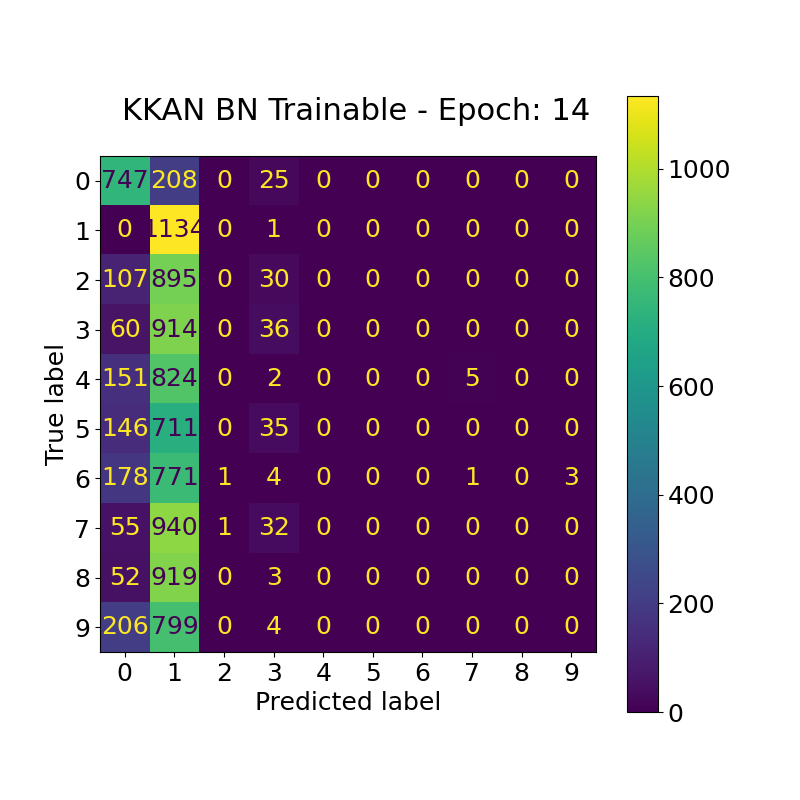 KKAN BN Trainable - Epoch: 14
0 747 208 0 25 0 0 0 0 0 0
1 0 1134 0 1 0 0 0 0 0 0
2 107 895 0 30 0 0 0 0 0 0
3 60 914 0 36 0 0 0 0 0 0
4 151 824 0 2 0 0 0 5 0 0
5 146 711 0 35 0 0 0 0 0 0
6 178 771 1 4 0 0 0 1 0 3
7 55 940 1 32 0 0 0 0 0 0
8 52 919 0 3 0 0 0 0 0 0
9 206 799 0 4 0 0 0 0 0 0
0 1 2 3 4 5 6 7 8 9
True label
Predicted label
1000
800
600
400
200
0